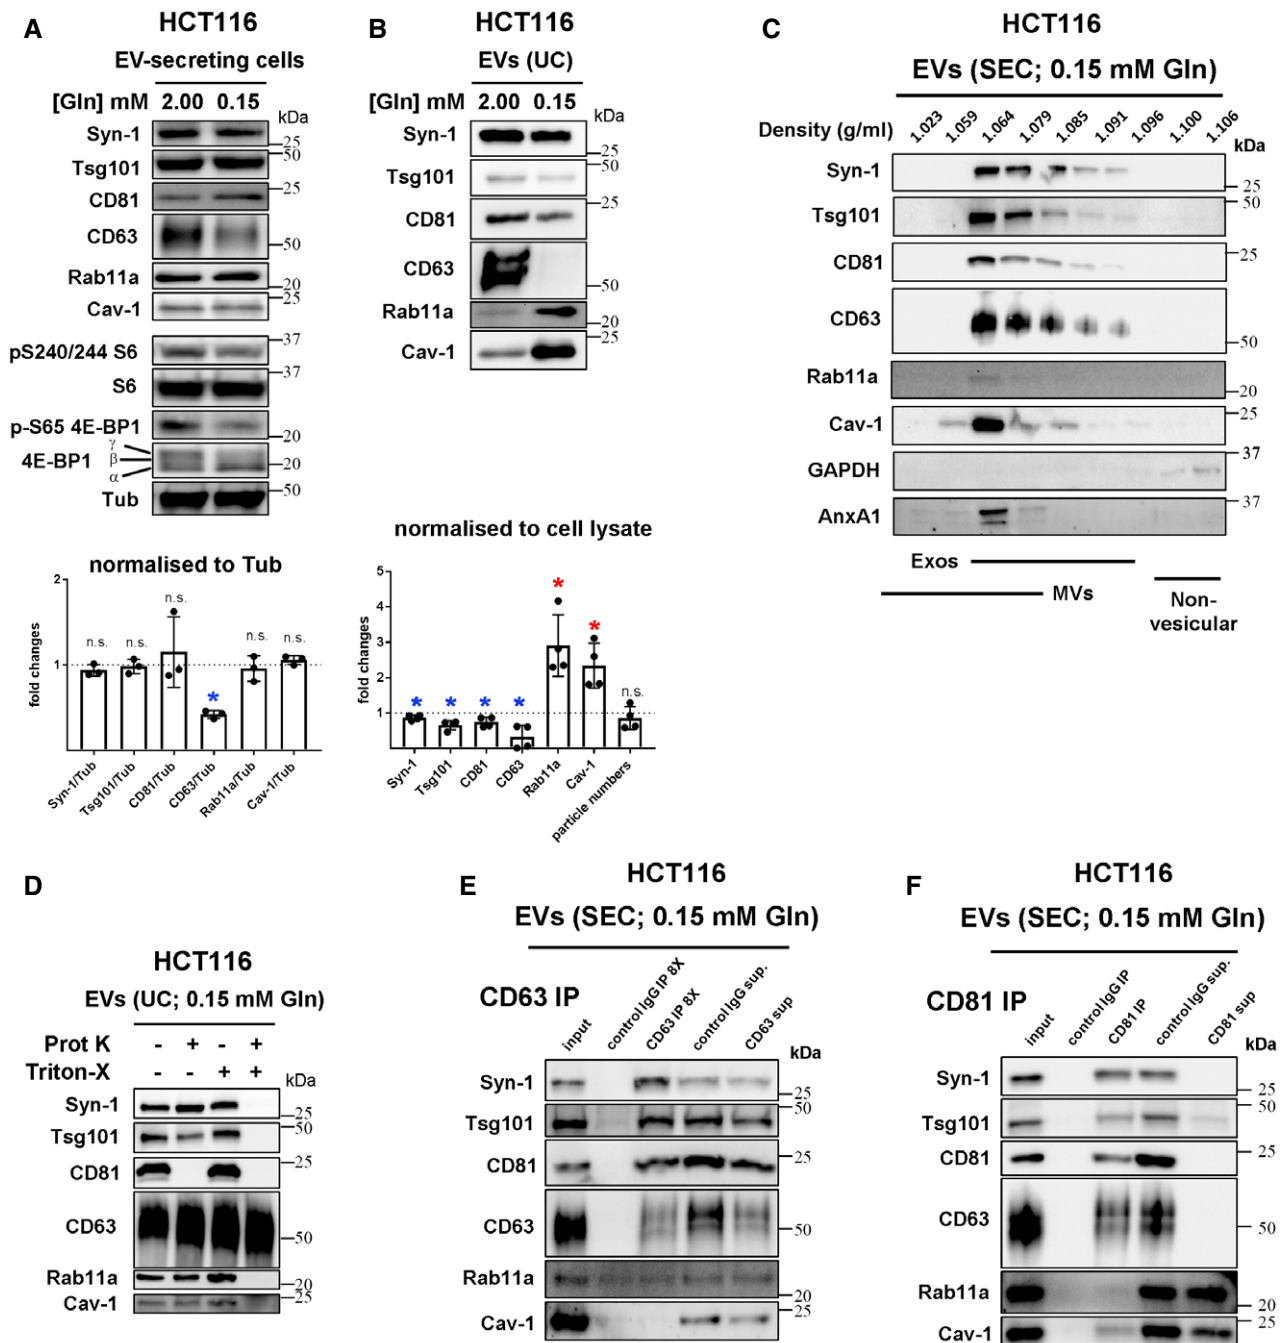 A
HCT116
EV-secreting cells
[Gln] mM 2.00 0.15
kDa
Syn-1
25
Tsg101
50
CD81
25
CD63
50
Rab11a
20
Cav-1
25
pS240/244 S6
37
S6
37
p-S65 4E-BP1
20
4E-BP1
γ
β
α
20
Tub
50
normalised to Tub
fold changes
2
1
n.s.
n.s.
n.s.
*
n.s.
n.s.
Syn-1/Tub
Tsg101/Tub
CD81/Tub
CD63/Tub
Rab11a/Tub
Cav-1/Tub
B
HCT116
EVs (UC)
[Gln] mM 2.00 0.15
kDa
Syn-1
25
Tsg101
50
CD81
25
CD63
50
Rab11a
20
Cav-1
25
normalised to cell lysate
fold changes
5
4
3
2
1
*
*
*
*
*
*
n.s.
Syn-1
Tsg101
CD81
CD63
Rab11a
Cav-1
particle numbers
C
HCT116
EVs (SEC; 0.15 mM Gln)
Density (g/ml) 1.023 1.059 1.064 1.079 1.085 1.091 1.096 1.100 1.106
kDa
Syn-1
25
Tsg101
50
CD81
25
CD63
50
Rab11a
20
Cav-1
25
GAPDH
37
AnxA1
37
Exos
MVs
Non-
vesicular
D
HCT116
EVs (UC; 0.15 mM Gln)
Prot K - + - +
Triton-X - - + +
kDa
Syn-1
25
Tsg101
50
CD81
25
CD63
50
Rab11a
20
Cav-1
25
E
HCT116
EVs (SEC; 0.15 mM Gln)
CD63 IP
input
control IgG IP 8X
CD63 IP 8X
control IgG sup.
CD63 sup
kDa
Syn-1
25
Tsg101
50
CD81
25
CD63
50
Rab11a
20
Cav-1
25
F
HCT116
EVs (SEC; 0.15 mM Gln)
CD81 IP
input
control IgG IP
CD81 IP
control IgG sup.
CD81 sup
kDa
Syn-1
25
Tsg101
50
CD81
25
CD63
50
Rab11a
20
Cav-1
25